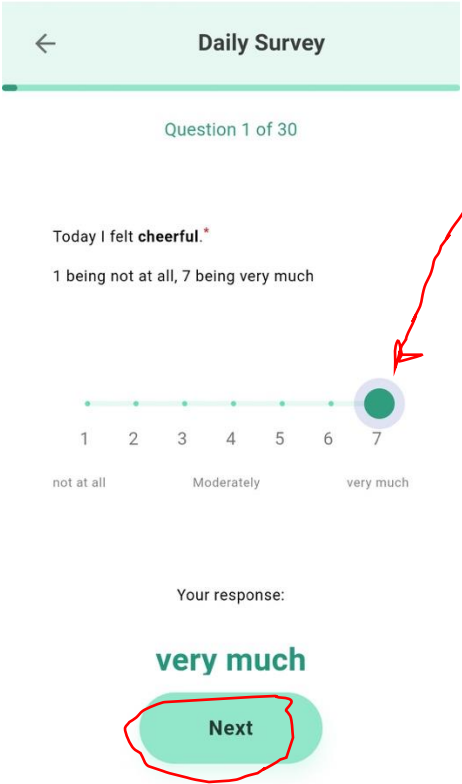 Daily Survey
Question 1 of 30
Today I felt cheerful.*
1 being not at all, 7 being very much
1 2 3 4 5 6 7
not at all Moderately very much
Your response:
very much
Next